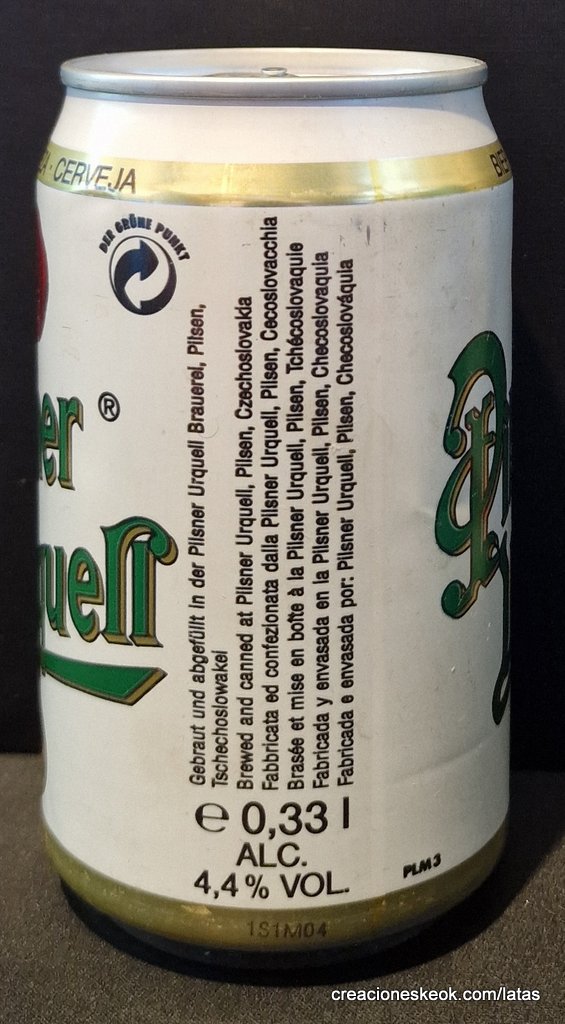 CERVEJA
DER GRÜNE PUNKT
er ®
uell
Gebraut und abgefüllt in der Pilsner Urquell Brauerei, Pilsen,
Tschechoslowakei
Brewed and canned at Pilsner Urquell, Pilsen, Czechoslovakia
Fabbricata ed confezionata dalla Pilsner Urquell, Pilsen, Cecoslovacchia
Brasée et mise en boîte à la Pilsner Urquell, Pilsen, Tchécoslovaquie
Fabricada y envasada en la Pilsner Urquell, Pilsen, Checoslovaquia
Fabricada e envasada por: Pilsner Urquell, Pilsen, Checoslováquia
℮ 0,33 l
ALC.
4,4% VOL.
PLM 3
1S1M04
creacioneskeok.com/latas